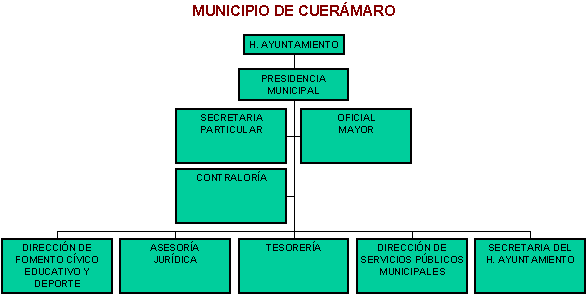 MUNICIPIO DE CUERÁMARO
H. AYUNTAMIENTO
PRESIDENCIA
MUNICIPAL
SECRETARIA
PARTICULAR
OFICIAL
MAYOR
CONTRALORÍA
DIRECCIÓN DE
FOMENTO CÍVICO
EDUCATIVO Y
DEPORTE
ASESORÍA
JURÍDICA
TESORERÍA
DIRECCIÓN DE
SERVICIOS PÚBLICOS
MUNICIPALES
SECRETARIA DEL
H. AYUNTAMIENTO